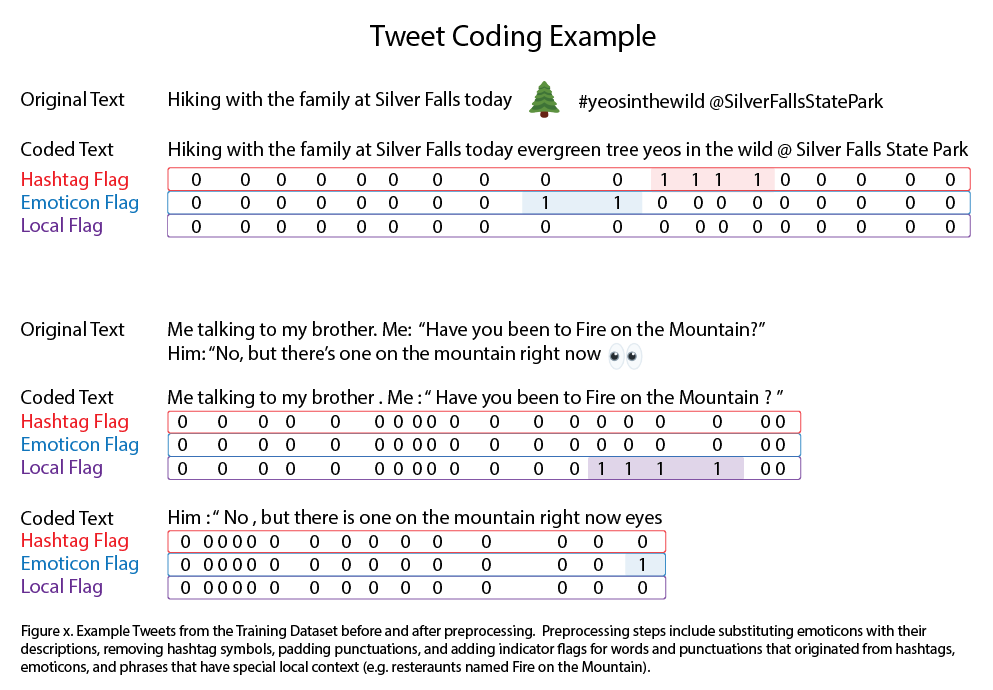 Tweet Coding Example
Original Text Hiking with the family at Silver Falls today #yeosinthewild @SilverFallsStatePark
Coded Text Hiking with the family at Silver Falls today evergreen tree yeos in the wild @ Silver Falls State Park
Hashtag Flag 0 0 0 0 0 0 0 0 0 0 1 1 1 1 0 0 0 0 0
Emoticon Flag 0 0 0 0 0 0 0 0 1 1 0 0 0 0 0 0 0 0 0
Local Flag 0 0 0 0 0 0 0 0 0 0 0 0 0 0 0 0 0 0 0
Original Text Me talking to my brother. Me: “Have you been to Fire on the Mountain?”
Him: “No, but there’s one on the mountain right now
Coded Text Me talking to my brother . Me : “ Have you been to Fire on the Mountain ? ”
Hashtag Flag 0 0 0 0 0 0 0 0 0 0 0 0 0 0 0 0 0 0 0
Emoticon Flag 0 0 0 0 0 0 0 0 0 0 0 0 0 0 0 0 0 0 0
Local Flag 0 0 0 0 0 0 0 0 0 0 0 0 0 1 1 1 1 0 0
Coded Text Him : “ No , but there is one on the mountain right now eyes
Hashtag Flag 0 0 0 0 0 0 0 0 0 0 0 0 0 0 0
Emoticon Flag 0 0 0 0 0 0 0 0 0 0 0 0 0 0 1
Local Flag 0 0 0 0 0 0 0 0 0 0 0 0 0 0 0
Figure x. Example Tweets from the Training Dataset before and after preprocessing. Preprocessing steps include substituting emoticons with their
descriptions, removing hashtag symbols, padding punctuations, and adding indicator flags for words and punctuations that originated from hashtags,
emoticons, and phrases that have special local context (e.g. resteraunts named Fire on the Mountain).